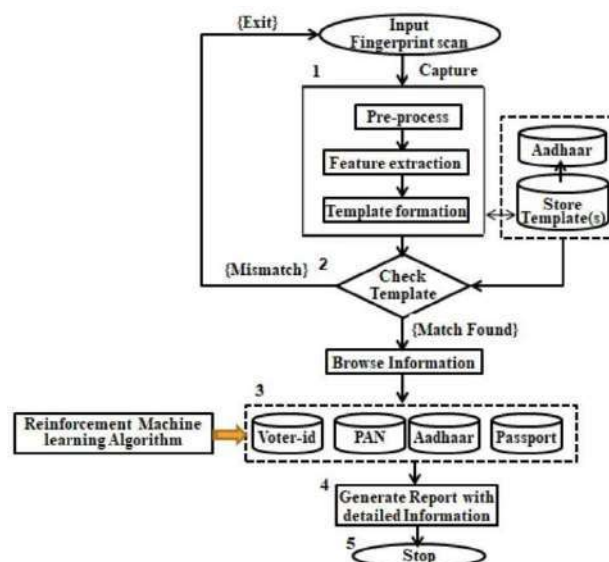 {Exit}
Input
Fingerprint scan
1
Capture
Pre-process
Feature extraction
Template formation
Aadhaar
Store
Template(s)
2
{Mismatch}
Check
Template
{Match Found}
Browse Information
3
Reinforcement Machine
learning Algorithm
Voter-id
PAN
Aadhaar
Passport
4
Generate Report with
detailed Information
5
Stop